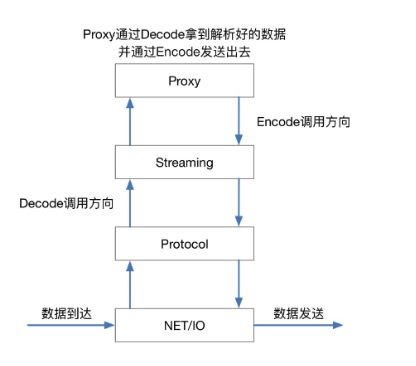 Proxy通过Decode拿到解析好的数据
并通过Encode发送出去
Proxy
Encode调用方向
Streaming
Decode调用方向
Protocol
数据到达
NET/IO
数据发送